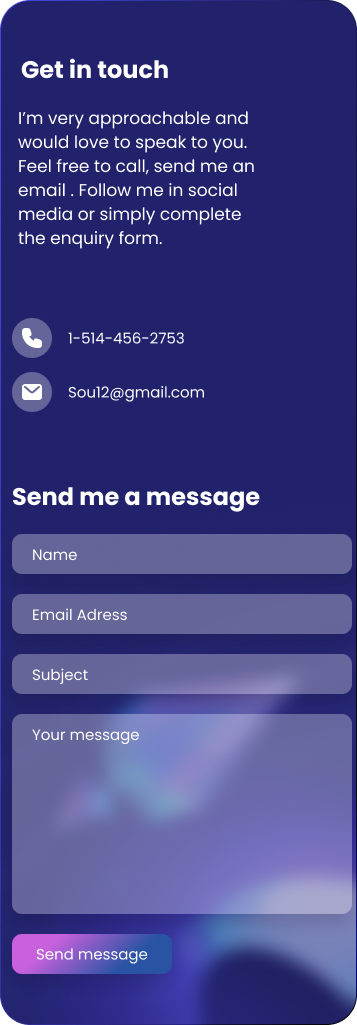 Get in touch
I’m very approachable and
would love to speak to you.
Feel free to call, send me an
email . Follow me in social
media or simply complete
the enquiry form.
1-514-456-2753
Sou12@gmail.com
Send me a message
Name
Email Adress
Subject
Your message
Send message